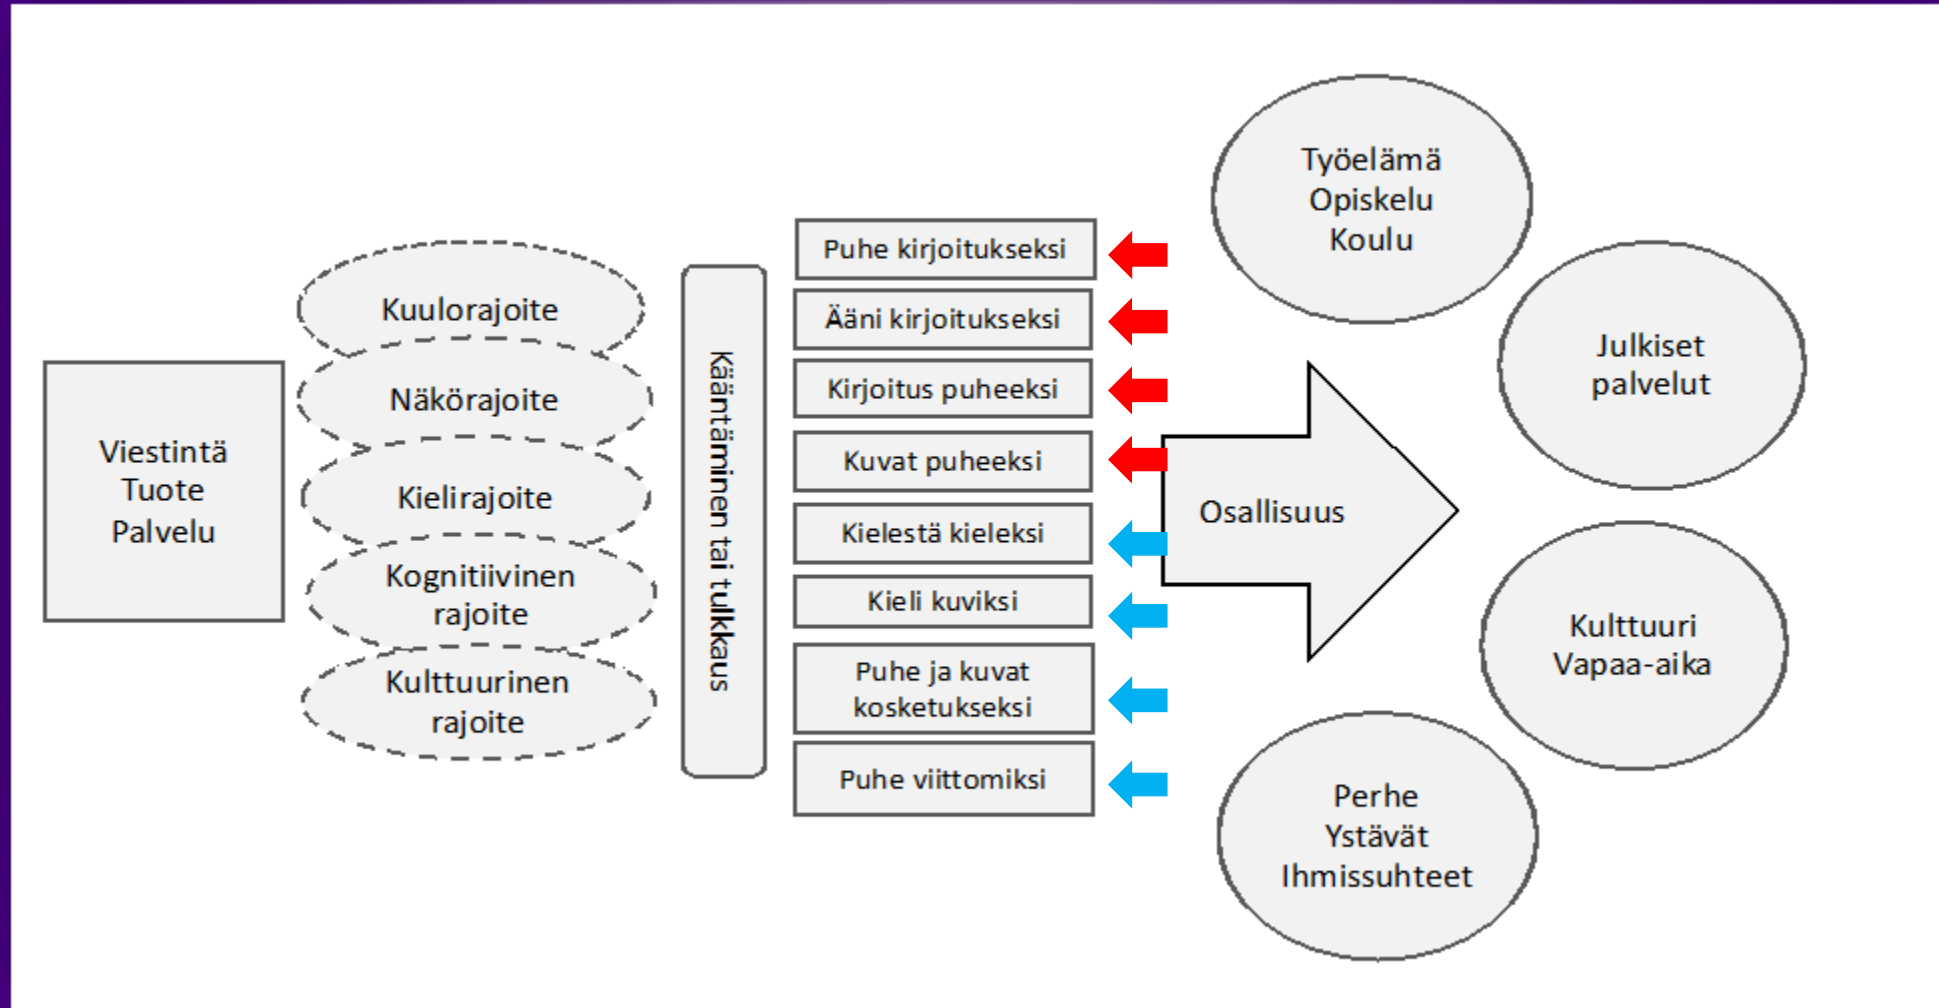 Viestintä
Tuote
Palvelu
Kuulorajoite
Näkörajoite
Kielirajoite
Kognitiivinen
rajoite
Kulttuurinen
rajoite
Kääntäminen tai tulkkaus
Puhe kirjoitukseksi
Ääni kirjoitukseksi
Kirjoitus puheeksi
Kuvat puheeksi
Kielestä kieleksi
Kieli kuviksi
Puhe ja kuvat
kosketukseksi
Puhe viittomiksi
Osallisuus
Työelämä
Opiskelu
Koulu
Julkiset
palvelut
Kulttuuri
Vapaa-aika
Perhe
Ystävät
Ihmissuhteet